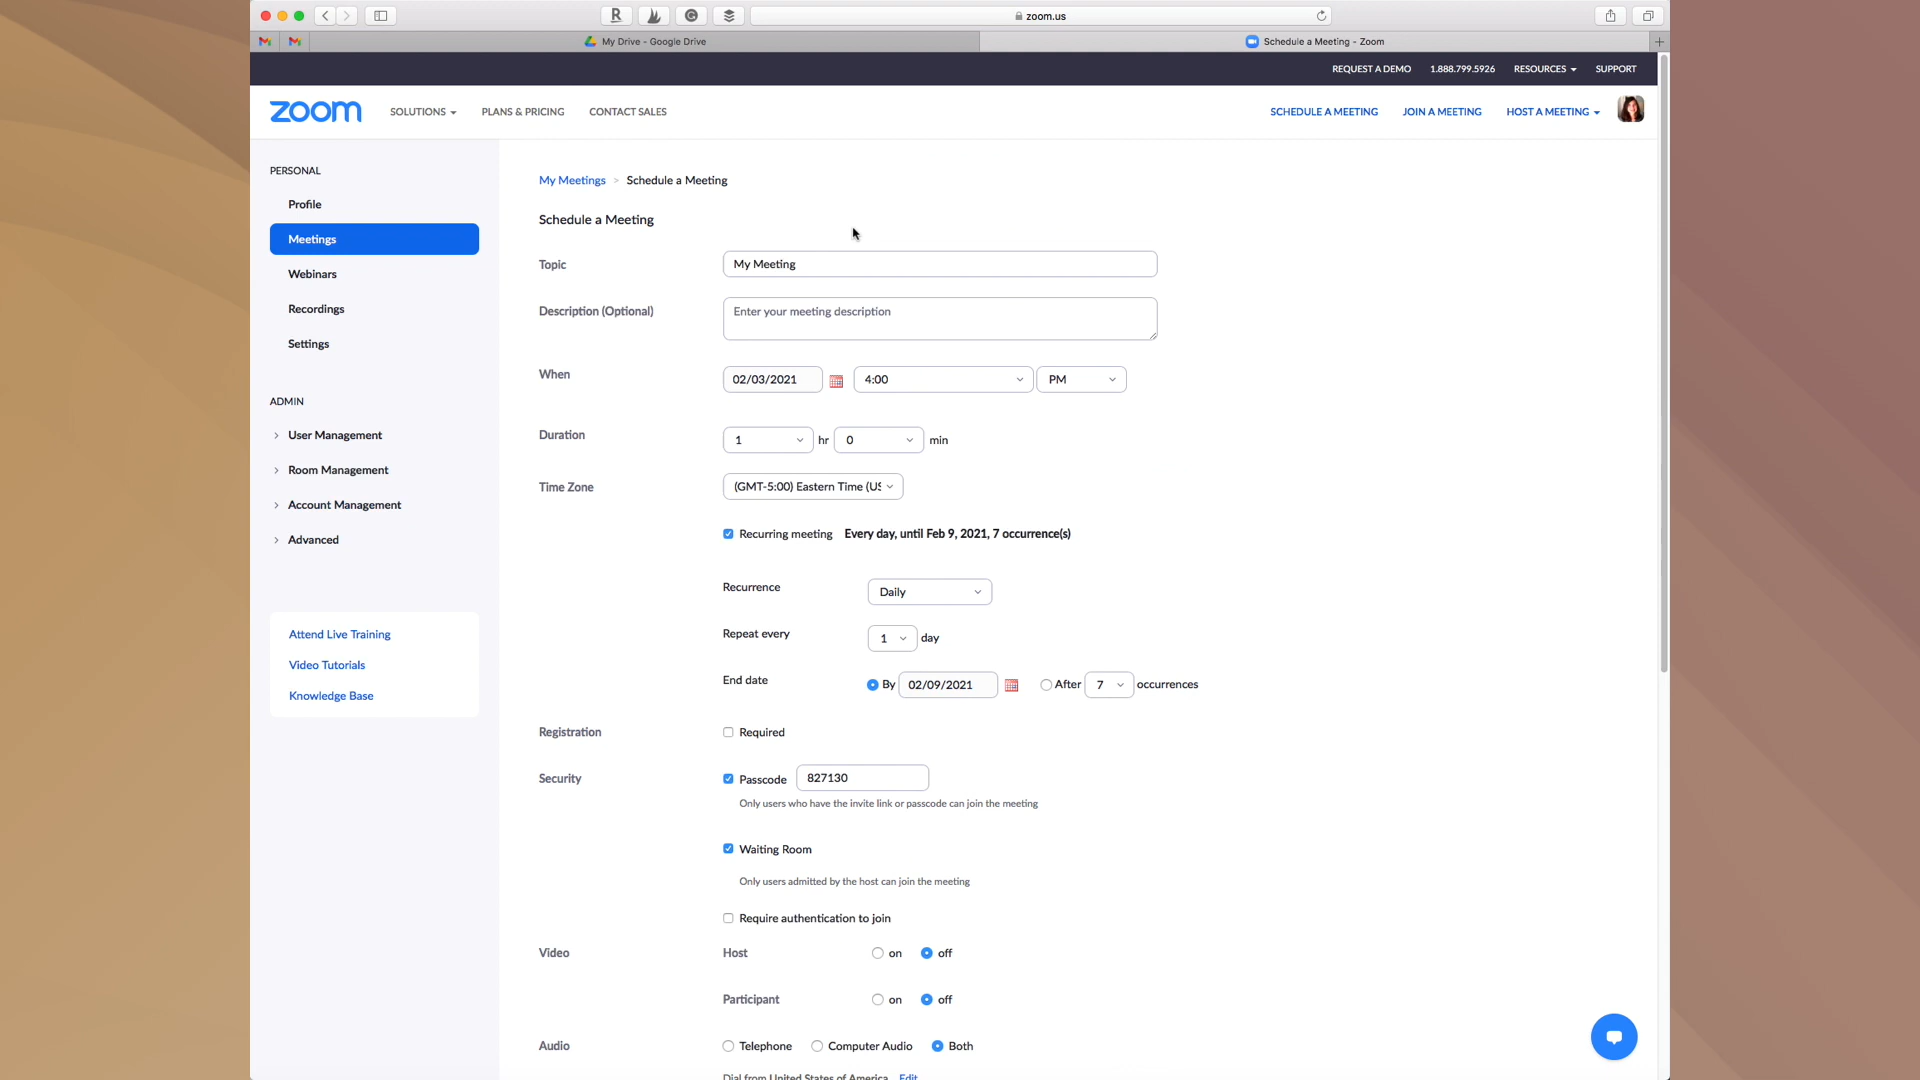 zoom.us
My Drive - Google Drive
Schedule a Meeting - Zoom
REQUEST A DEMO 1.888.799.5926 RESOURCES SUPPORT
zoom SOLUTIONS PLANS & PRICING CONTACT SALES SCHEDULE A MEETING JOIN A MEETING HOST A MEETING
PERSONAL
Profile
Meetings
Webinars
Recordings
Settings
ADMIN
User Management
Room Management
Account Management
Advanced
Attend Live Training
Video Tutorials
Knowledge Base
My Meetings > Schedule a Meeting
Schedule a Meeting
Topic My Meeting
Description (Optional) Enter your meeting description
When 02/03/2021 4:00 PM
Duration 1 hr 0 min
Time Zone (GMT-5:00) Eastern Time (US
Recurring meeting Every day, until Feb 9, 2021, 7 occurrence(s)
Recurrence Daily
Repeat every 1 day
End date By 02/09/2021 After 7 occurrences
Registration Required
Security Passcode 827130
Only users who have the invite link or passcode can join the meeting
Waiting Room
Only users admitted by the host can join the meeting
Require authentication to join
Video Host on off
Participant on off
Audio Telephone Computer Audio Both
Dial from United States of America Edit